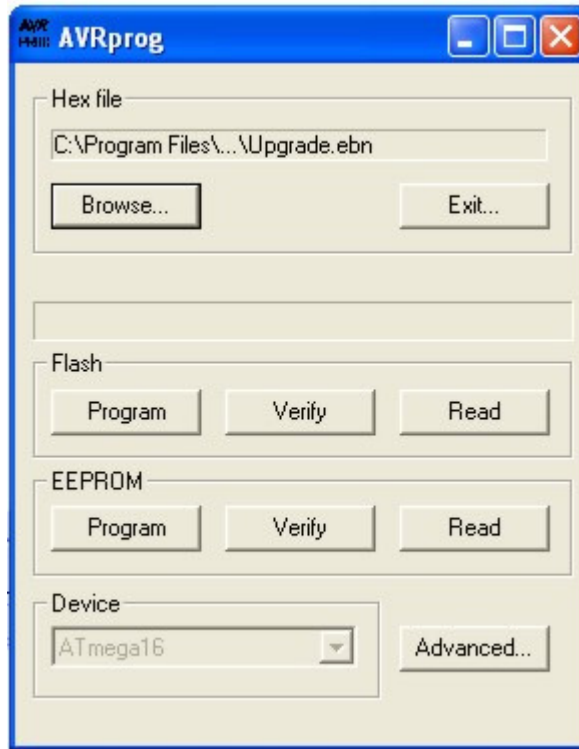 AVRprog
Hex file
C:\Program Files\...\Upgrade.ebn
Browse... Exit...
Flash
Program Verify Read
EEPROM
Program Verify Read
Device
ATmega16 Advanced...